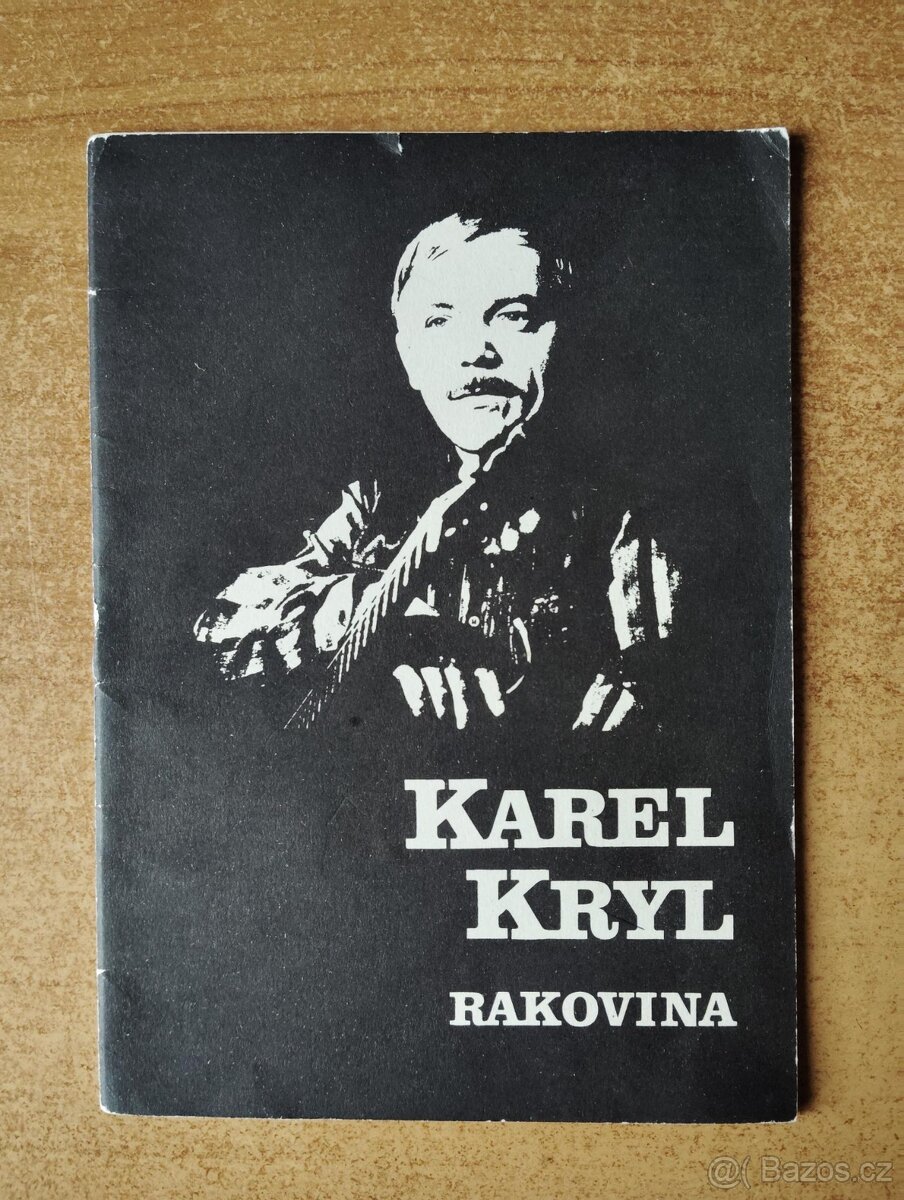 KAREL
KRYL
RAKOVINA
@( Bazos.cz